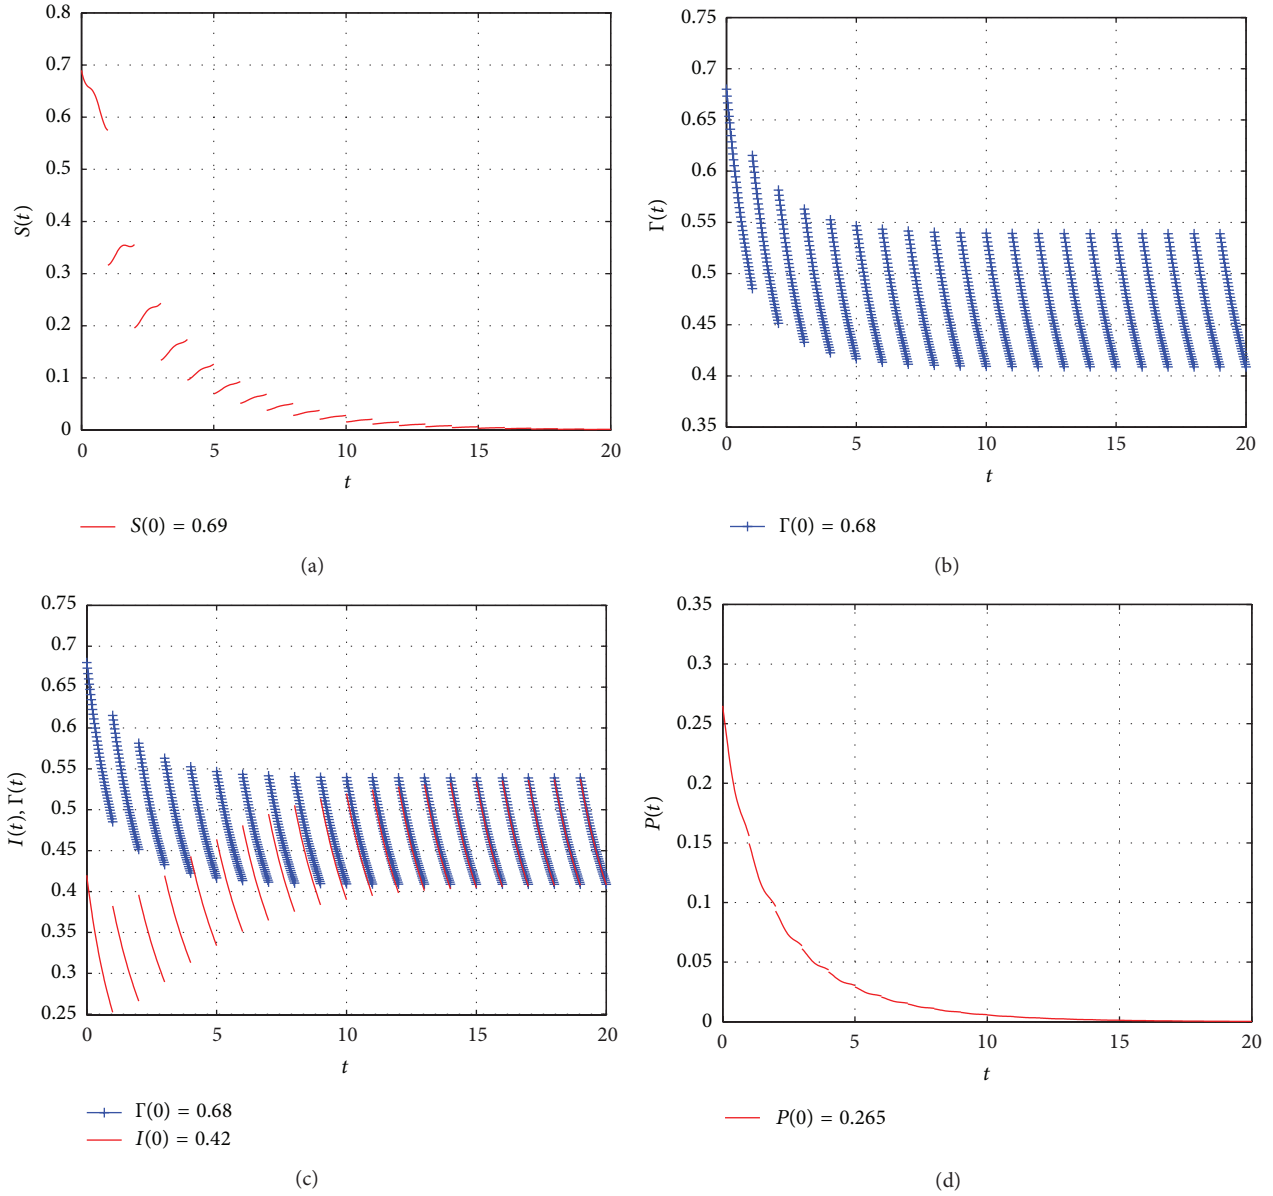 0.8
0.7
0.6
0.5
0.4
0.3
0.2
0.1
0
S(t)
0 5 10 15 20
t
S(0) = 0.69
(a)
0.75
0.7
0.65
0.6
0.55
0.5
0.45
0.4
0.35
Γ(t)
0 5 10 15 20
t
Γ(0) = 0.68
(b)
0.75
0.7
0.65
0.6
0.55
0.5
0.45
0.4
0.35
0.3
0.25
I(t), Γ(t)
0 5 10 15 20
t
Γ(0) = 0.68
I(0) = 0.42
(c)
0.35
0.3
0.25
0.2
0.15
0.1
0.05
0
P(t)
0 5 10 15 20
t
P(0) = 0.265
(d)